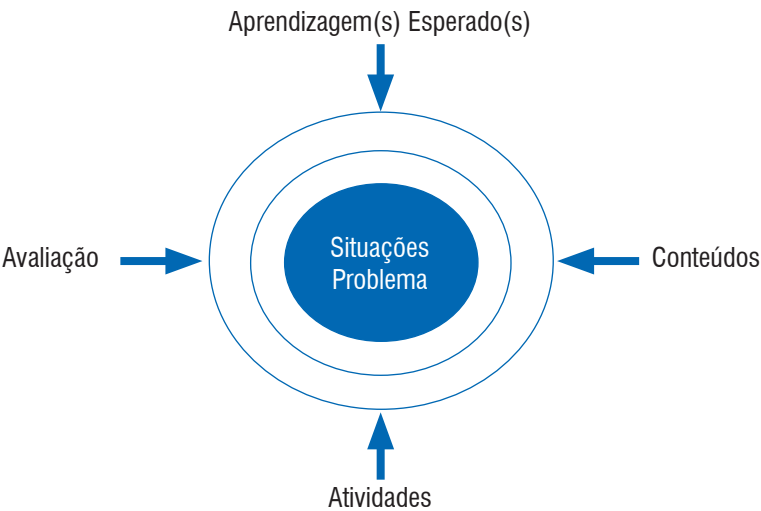 Aprendizagem(s) Esperado(s)
Avaliação
Situações
Problema
Conteúdos
Atividades